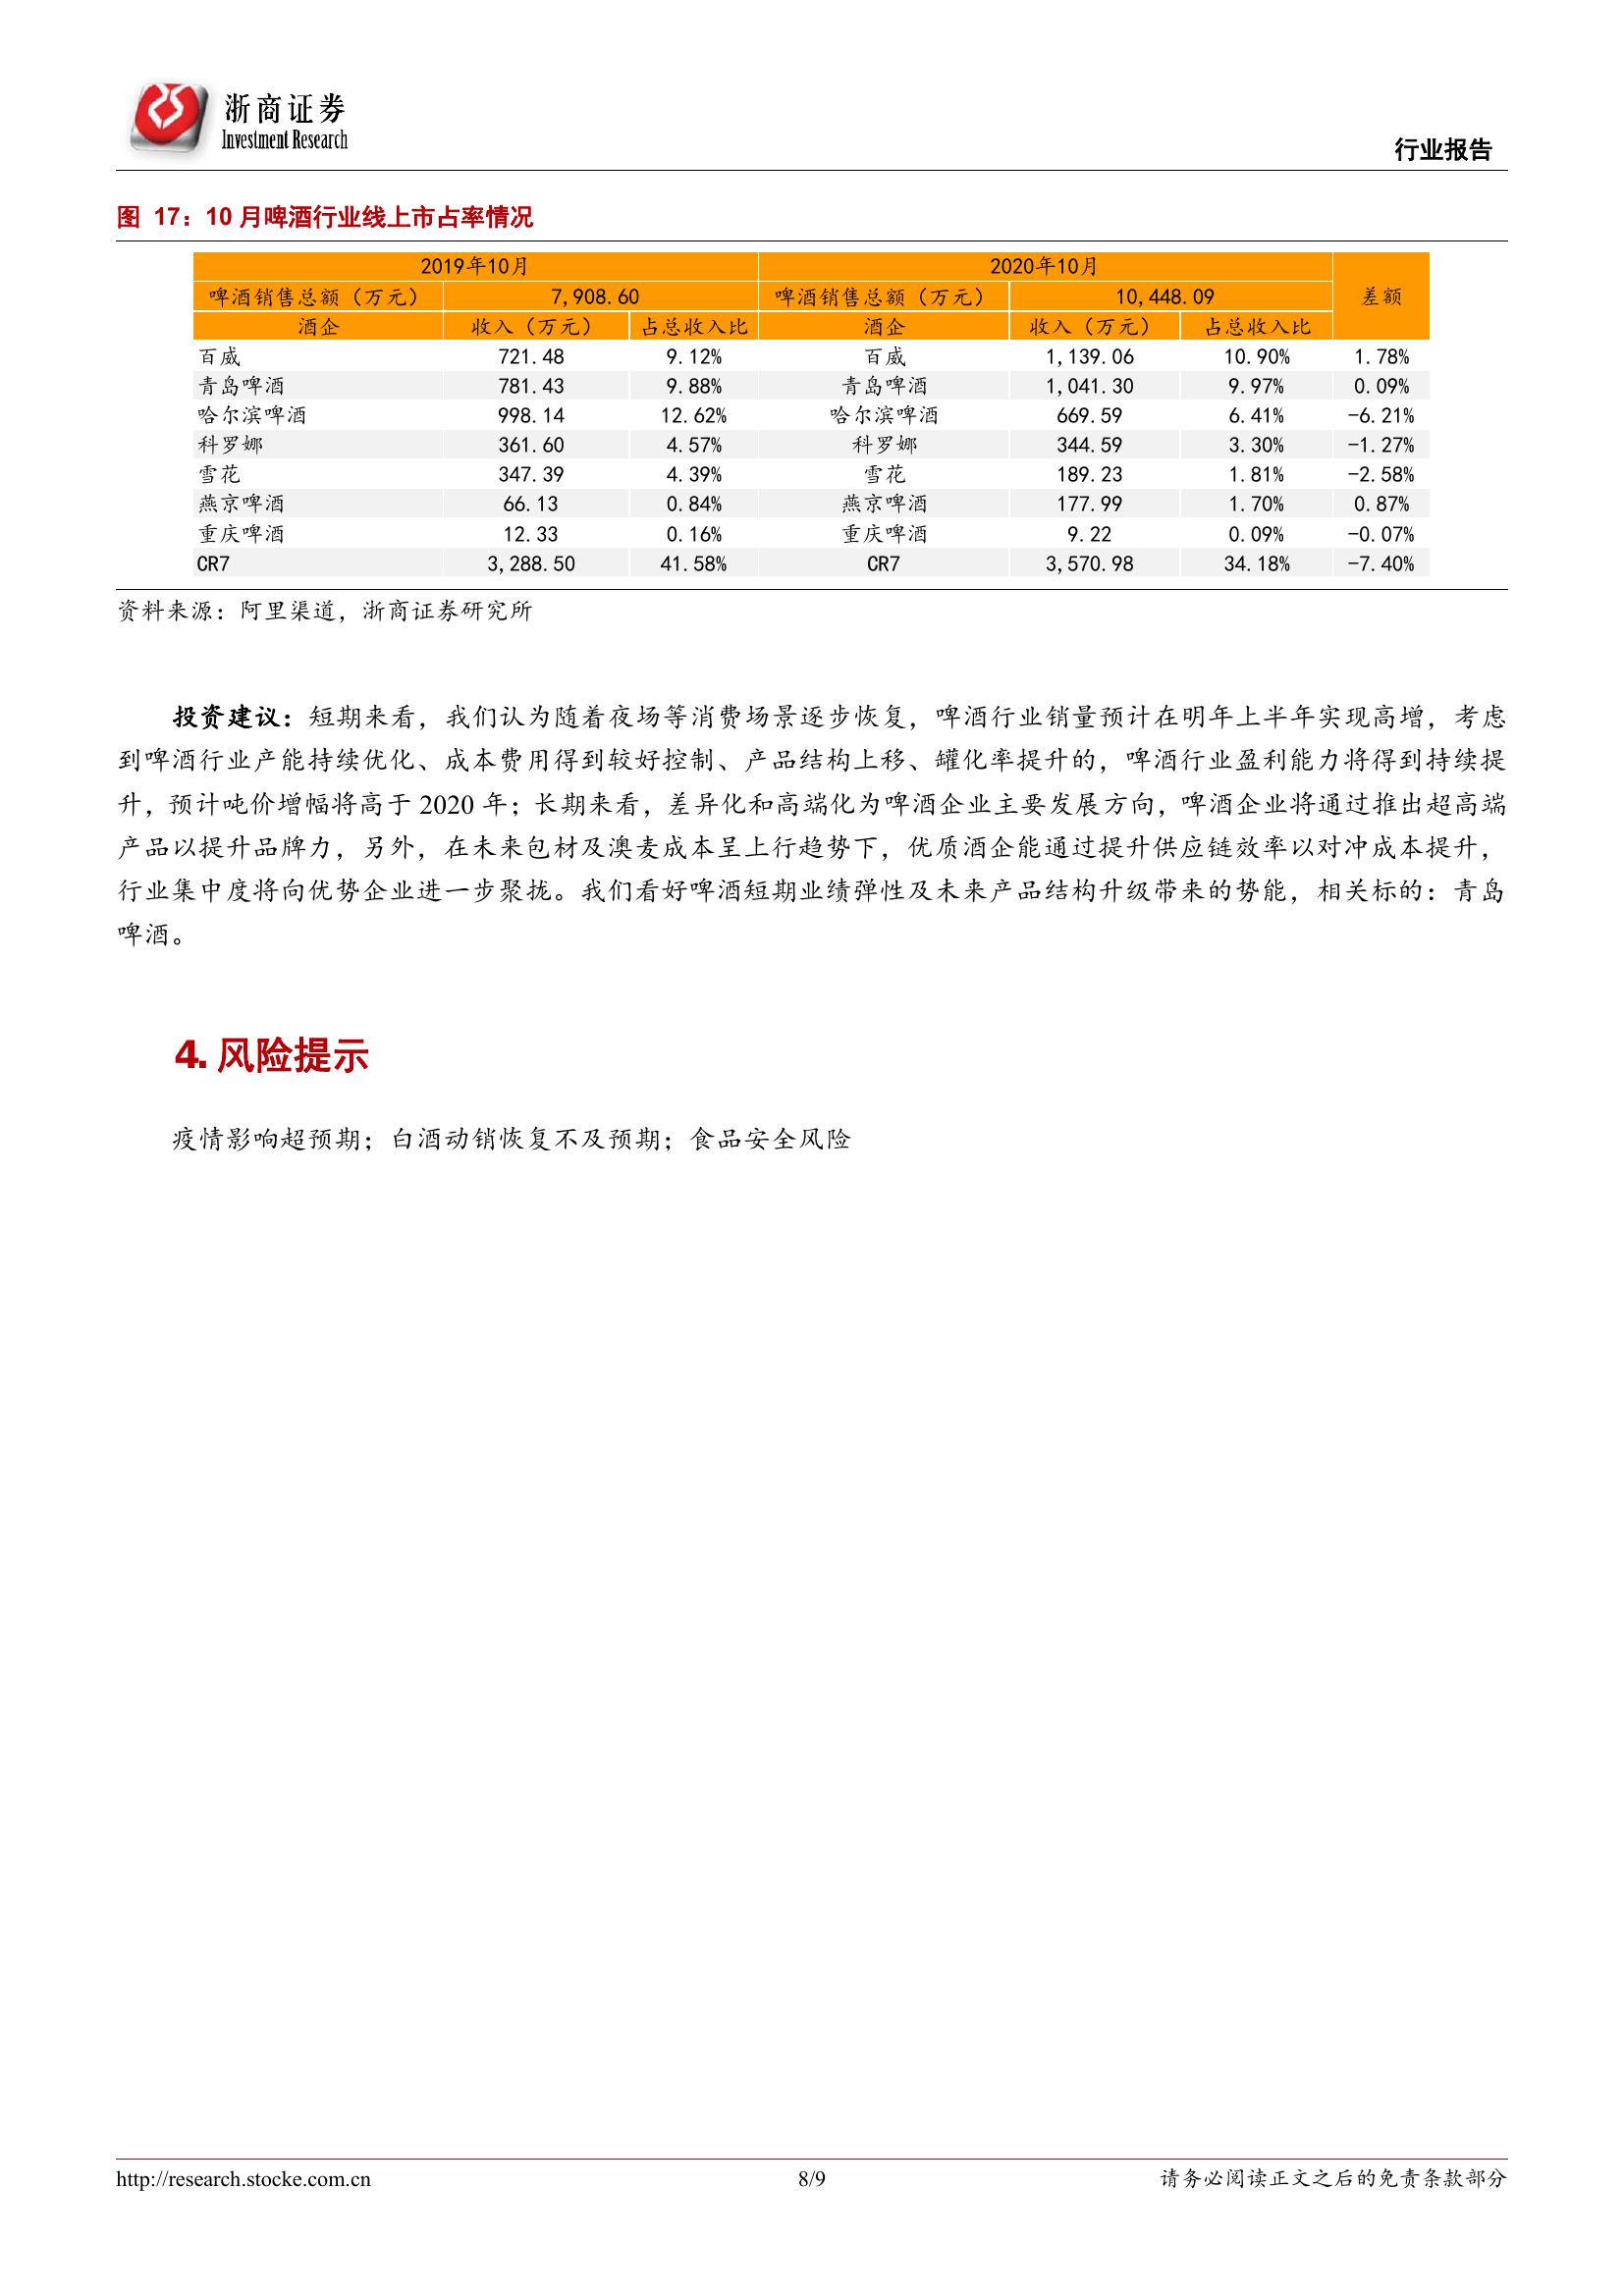 浙商证券
Investment Research
行业报告
图 17：10 月啤酒行业线上市占率情况
2019年10月 2020年10月 差额
啤酒销售总额（万元） 7,908.60 啤酒销售总额（万元） 10,448.09
酒企 收入（万元） 占总收入比 酒企 收入（万元） 占总收入比
百威 721.48 9.12% 百威 1,139.06 10.90% 1.78%
青岛啤酒 781.43 9.88% 青岛啤酒 1,041.30 9.97% 0.09%
哈尔滨啤酒 998.14 12.62% 哈尔滨啤酒 669.59 6.41% -6.21%
科罗娜 361.60 4.57% 科罗娜 344.59 3.30% -1.27%
雪花 347.39 4.39% 雪花 189.23 1.81% -2.58%
燕京啤酒 66.13 0.84% 燕京啤酒 177.99 1.70% 0.87%
重庆啤酒 12.33 0.16% 重庆啤酒 9.22 0.09% -0.07%
CR7 3,288.50 41.58% CR7 3,570.98 34.18% -7.40%
资料来源：阿里渠道，浙商证券研究所
投资建议：短期来看，我们认为随着夜场等消费场景逐步恢复，啤酒行业销量预计在明年上半年实现高增，考虑
到啤酒行业产能持续优化、成本费用得到较好控制、产品结构上移、罐化率提升的，啤酒行业盈利能力将得到持续提
升，预计吨价增幅将高于 2020 年；长期来看，差异化和高端化为啤酒企业主要发展方向，啤酒企业将通过推出超高端
产品以提升品牌力，另外，在未来包材及澳麦成本呈上行趋势下，优质酒企能通过提升供应链效率以对冲成本提升，
行业集中度将向优势企业进一步聚拢。我们看好啤酒短期业绩弹性及未来产品结构升级带来的势能，相关标的：青岛
啤酒。
4. 风险提示
疫情影响超预期；白酒动销恢复不及预期；食品安全风险
http://research.stocke.com.cn 8/9 请务必阅读正文之后的免责条款部分